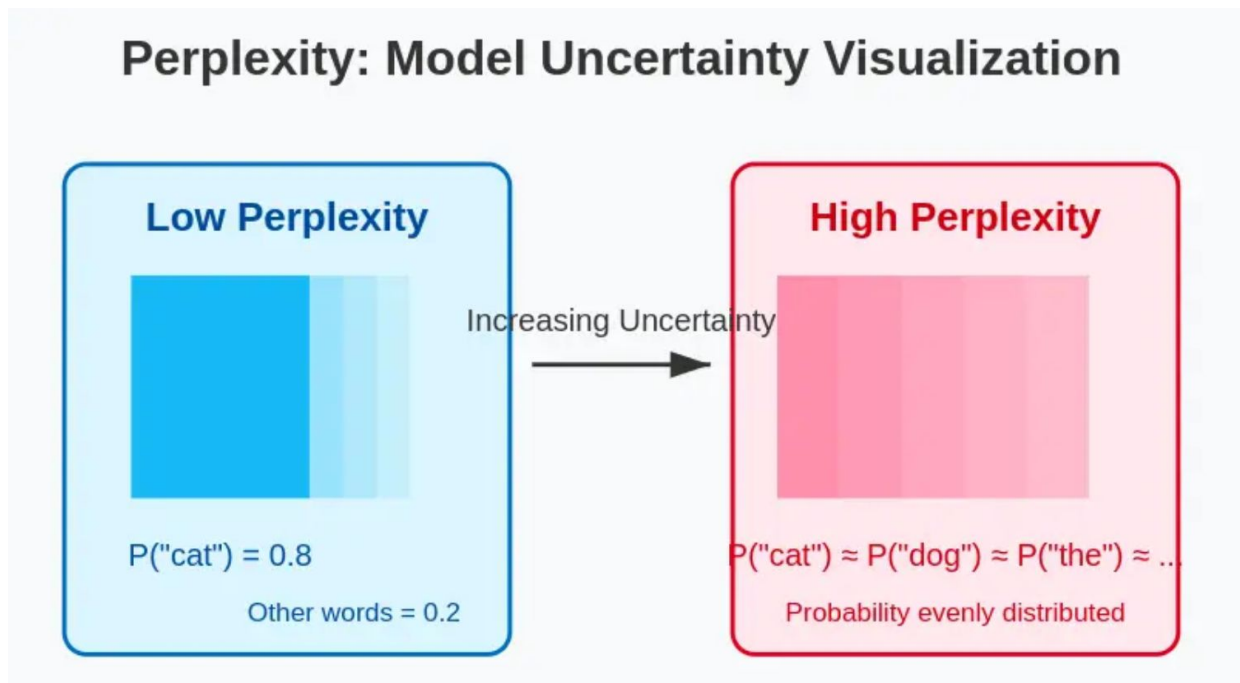 Perplexity: Model Uncertainty Visualization
Low Perplexity
P("cat") = 0.8
Other words = 0.2
Increasing Uncertainty
High Perplexity
P("cat") ≈ P("dog") ≈ P("the") ≈ ...
Probability evenly distributed